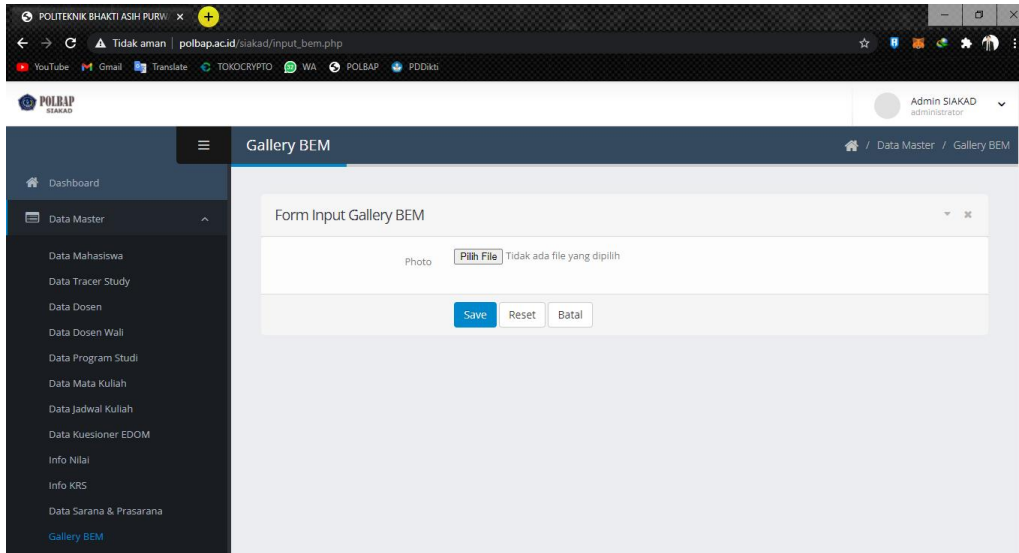 POLITEKNIK BHAKTI ASIH PURW
Tidak aman | polbap.ac.id/siakad/input_bem.php
YouTube Gmail Translate TOKOCRYPTO WA POLBAP PDDikti
POLBAP
SIAKAD
Admin SIAKAD
administrator
Gallery BEM
/ Data Master / Gallery BEM
Dashboard
Data Master
Form Input Gallery BEM
Data Mahasiswa
Photo Pilih File Tidak ada file yang dipilih
Data Tracer Study
Data Dosen
Save Reset Batal
Data Dosen Wali
Data Program Studi
Data Mata Kuliah
Data Jadwal Kuliah
Data Kuesioner EDOM
Info Nilai
Info KRS
Data Sarana & Prasarana
Gallery BEM